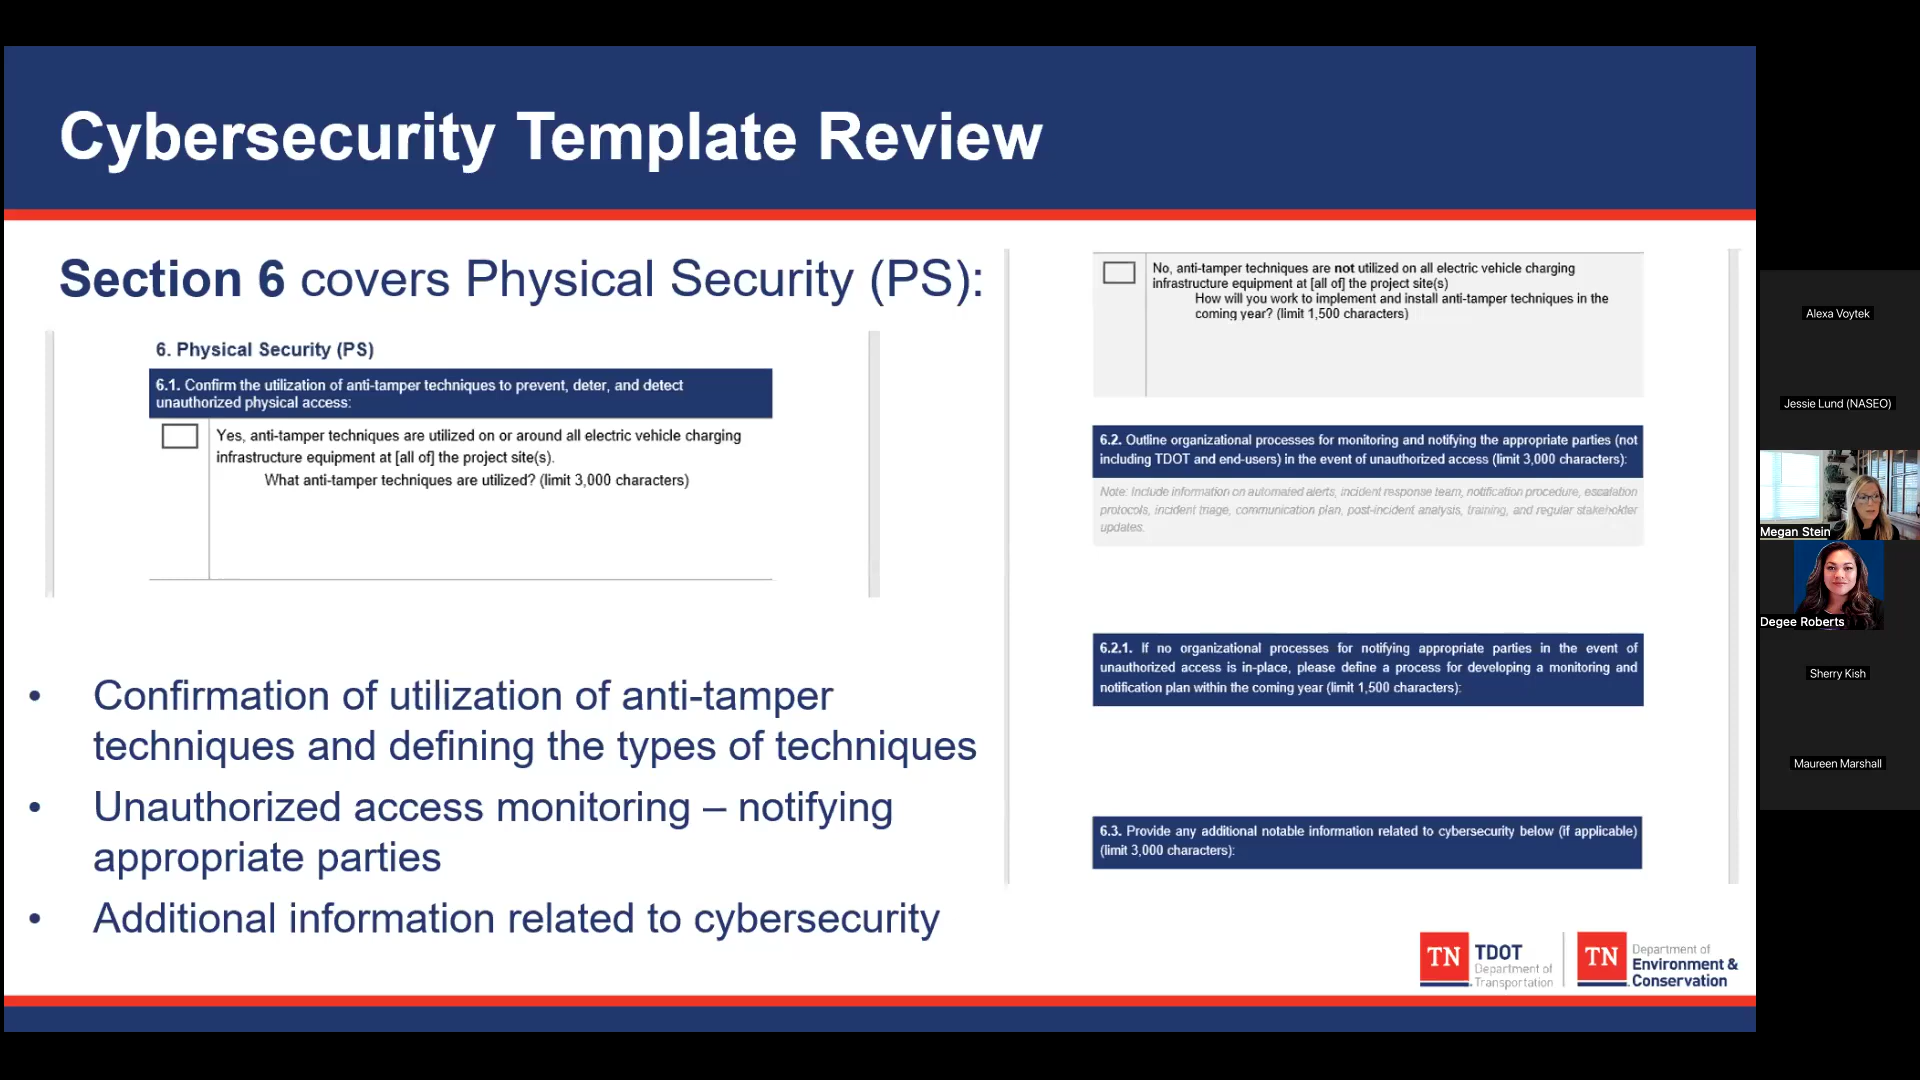 Cybersecurity Template Review
Section 6 covers Physical Security (PS):
6. Physical Security (PS)
6.1. Confirm the utilization of anti-tamper techniques to prevent, deter, and detect
unauthorized physical access:
Yes, anti-tamper techniques are utilized on or around all electric vehicle charging
infrastructure equipment at [all of] the project site(s).
What anti-tamper techniques are utilized? (limit 3,000 characters)
• Confirmation of utilization of anti-tamper
techniques and defining the types of techniques
• Unauthorized access monitoring – notifying
appropriate parties
• Additional information related to cybersecurity
No, anti-tamper techniques are not utilized on all electric vehicle charging
infrastructure equipment at [all of] the project site(s)
How will you work to implement and install anti-tamper techniques in the
coming year? (limit 1,500 characters)
6.2. Outline organizational processes for monitoring and notifying the appropriate parties (not
including TDOT and end-users) in the event of unauthorized access (limit 3,000 characters):
Note: Include information on automated alerts, incident response team, notification procedure, escalation
protocols, incident triage, communication plan, post-incident analysis, training, and regular stakeholder
updates.
6.2.1. If no organizational processes for notifying appropriate parties in the event of
unauthorized access is in-place, please define a process for developing a monitoring and
notification plan within the coming year (limit 1,500 characters):
6.3. Provide any additional notable information related to cybersecurity below (if applicable)
(limit 3,000 characters):
TN TDOT
Department of
Transportation
TN Department of
Environment &
Conservation
Alexa Voytek
Jessie Lund (NASEO)
Megan Stein
Degee Roberts
Sherry Kish
Maureen Marshall